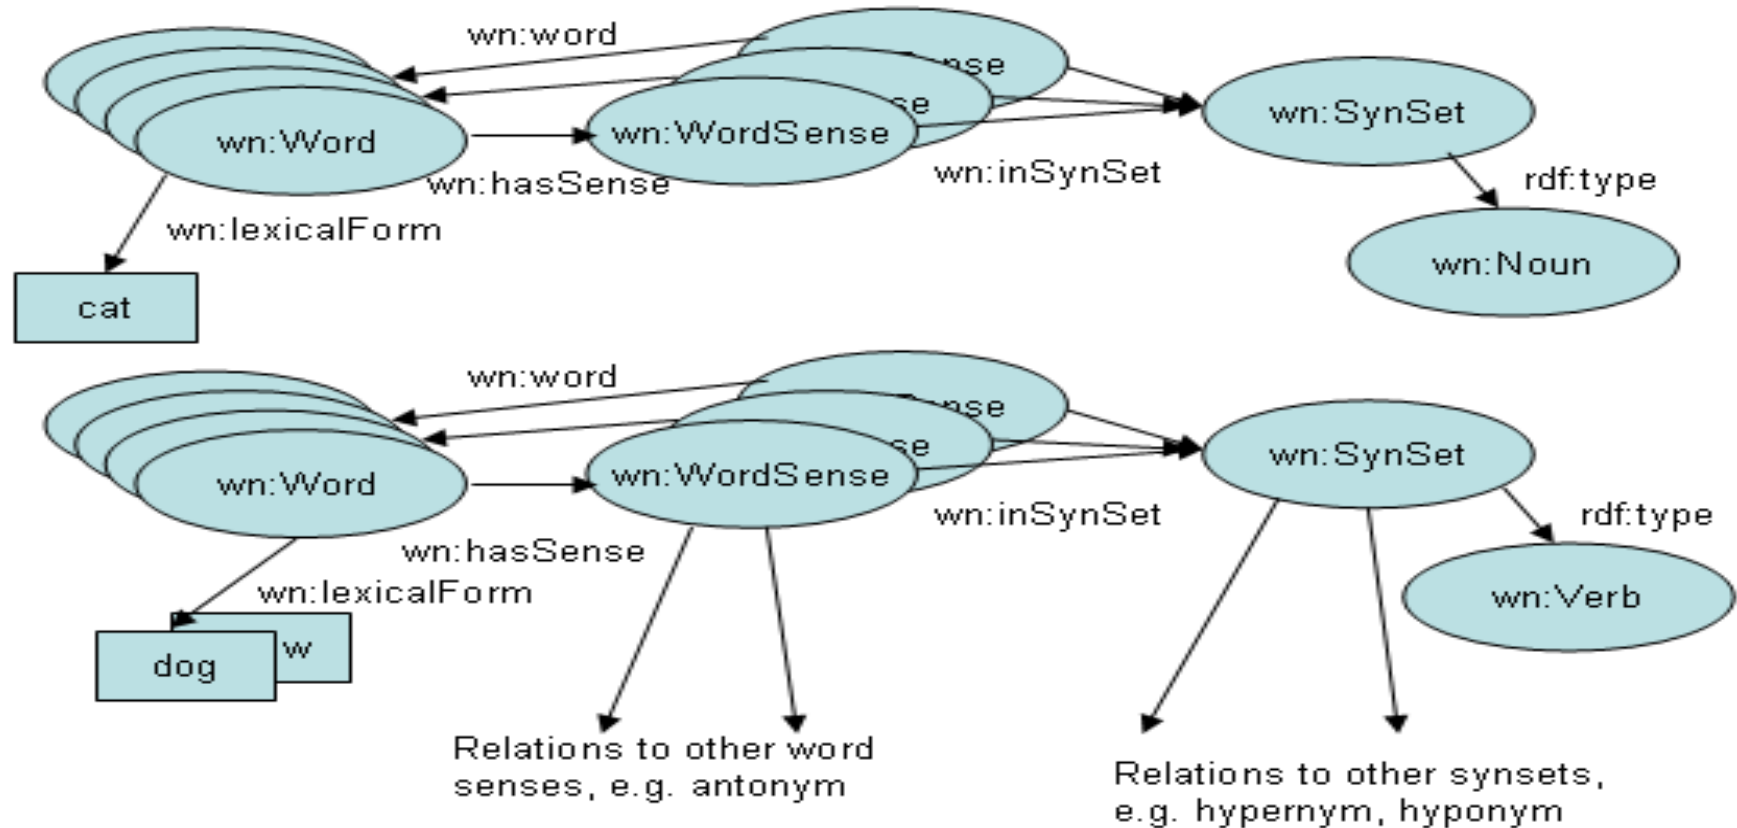 wn:word
wn:Word
wn:WordSense
wn:SynSet
wn:hasSense
wn:inSynSet
rdf:type
wn:lexicalForm
wn:Noun
cat
wn:word
wn:Word
wn:WordSense
wn:SynSet
wn:hasSense
wn:inSynSet
rdf:type
wn:lexicalForm
wn:Verb
dog
w
Relations to other word
senses, e.g. antonym
Relations to other synsets,
e.g. hypernym, hyponym